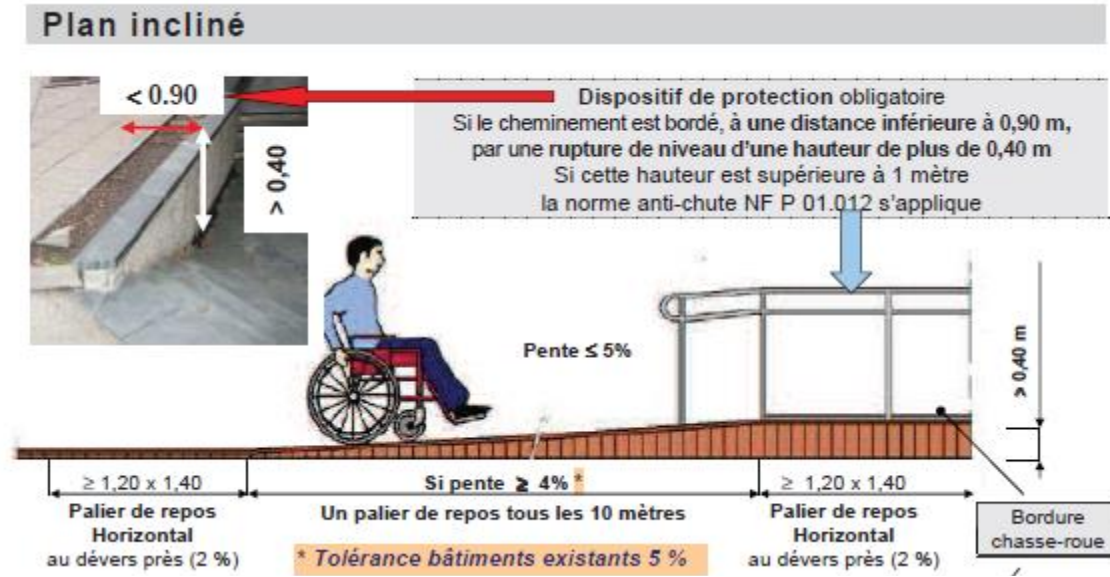 Plan incliné
< 0.90
> 0,40
Dispositif de protection obligatoire
Si le cheminement est bordé, à une distance inférieure à 0,90 m,
par une rupture de niveau d'une hauteur de plus de 0,40 m
Si cette hauteur est supérieure à 1 mètre
la norme anti-chute NF P 01.012 s'applique
Pente ≤ 5%
> 0,40 m
≥ 1,20 x 1,40
Palier de repos
Horizontal
au dévers près (2 %)
Si pente ≥ 4% *
Un palier de repos tous les 10 mètres
* Tolérance bâtiments existants 5 %
≥ 1,20 x 1,40
Palier de repos
Horizontal
au dévers près (2 %)
Bordure
chasse-roue